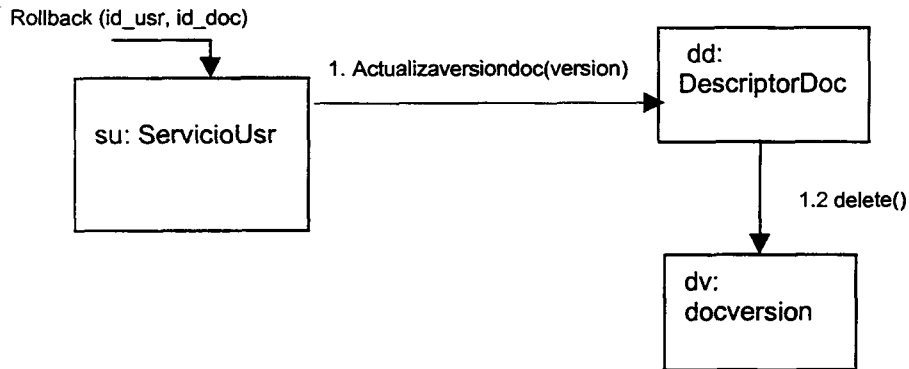 Rollback (id_usr, id_doc)
1. Actualizaversiondoc(version)
dd:
DescriptorDoc
su: ServicioUsr
1.2 delete()
dv:
docversion